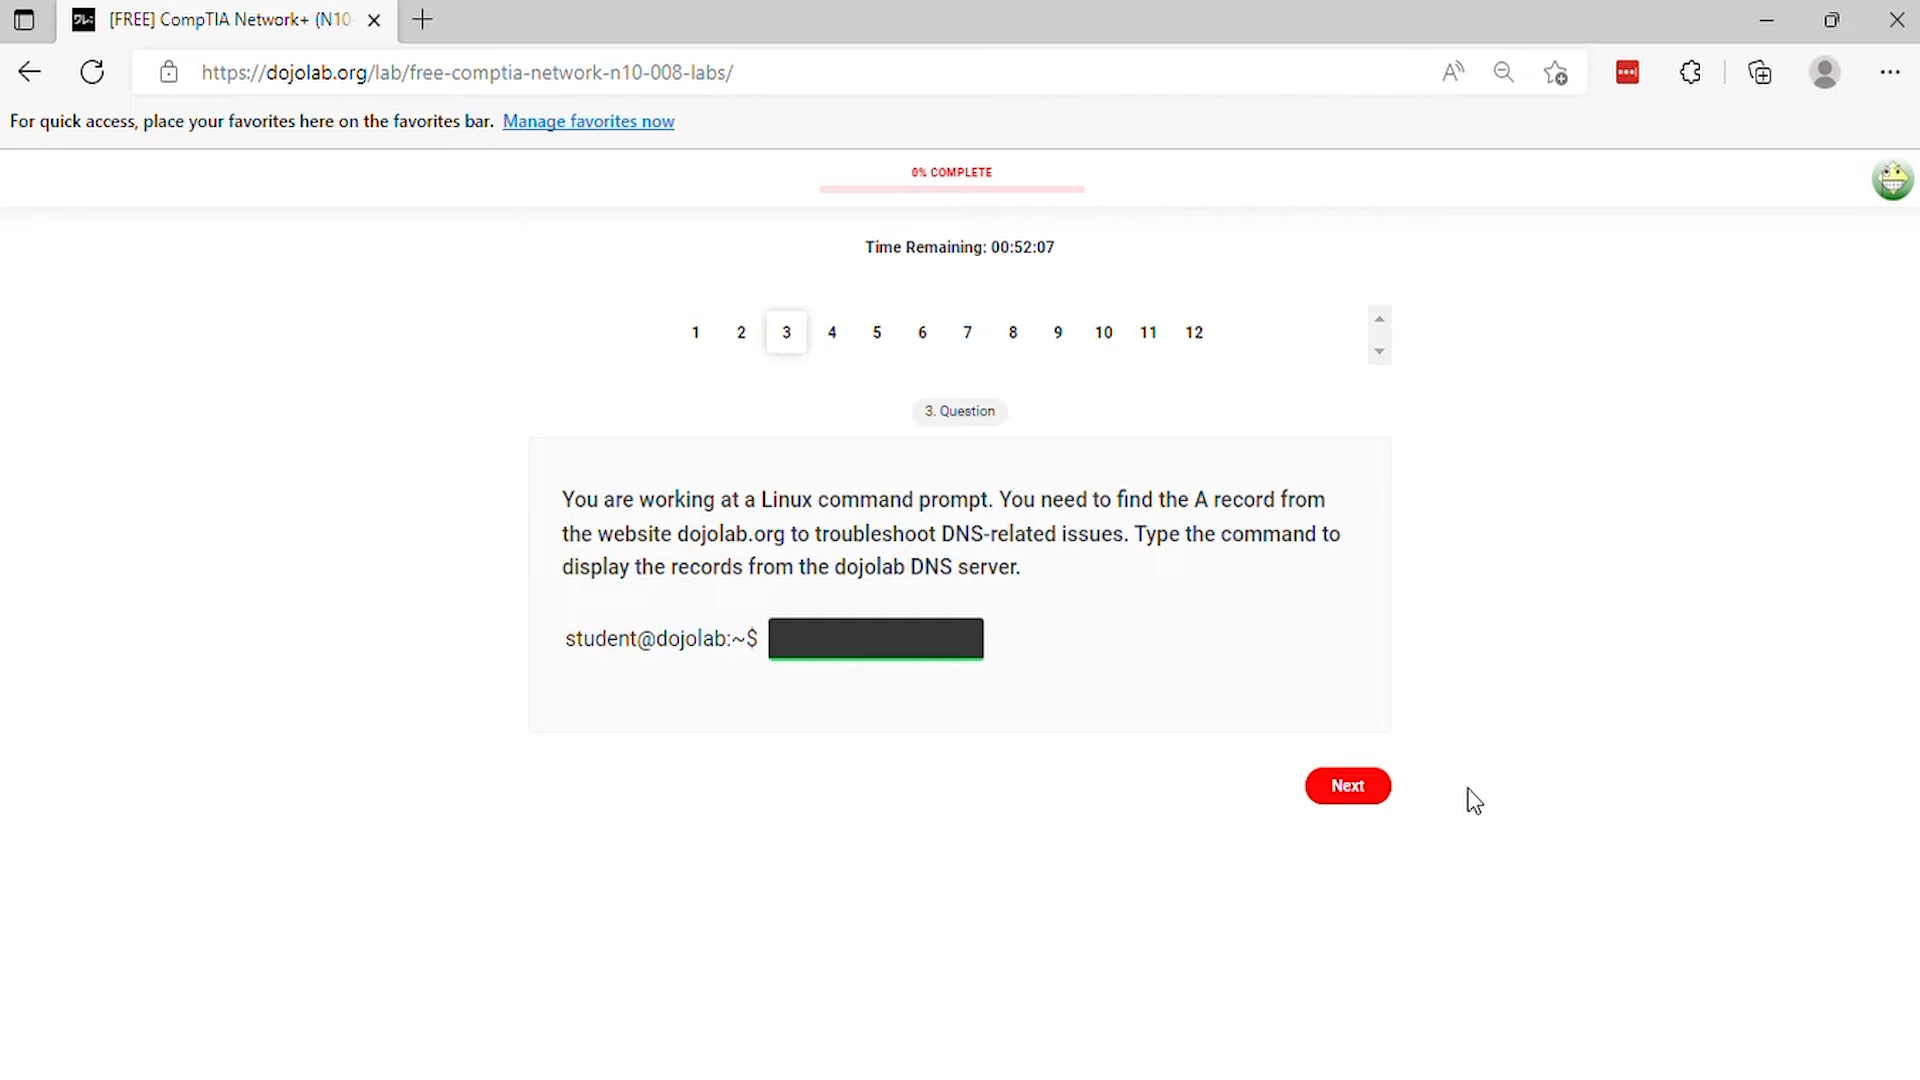 [FREE] CompTIA Network+ (N10-
https://dojolab.org/lab/free-comptia-network-n10-008-labs/
For quick access, place your favorites here on the favorites bar. Manage favorites now
0% COMPLETE
Time Remaining: 00:52:07
1 2 3 4 5 6 7 8 9 10 11 12
3. Question
You are working at a Linux command prompt. You need to find the A record from
the website dojolab.org to troubleshoot DNS-related issues. Type the command to
display the records from the dojolab DNS server.
student@dojolab:~$
Next